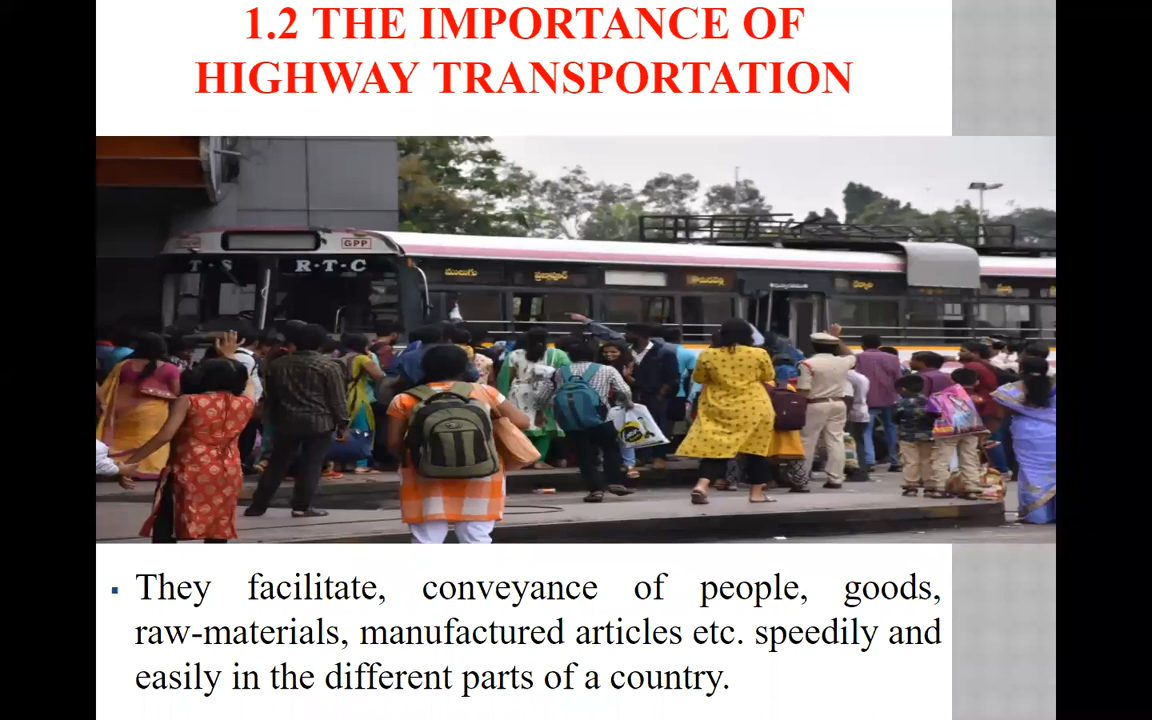 1.2 THE IMPORTANCE OF
HIGHWAY TRANSPORTATION
GPP
T-S R-T-C
ములుగు
▪ They facilitate, conveyance of people, goods,
raw-materials, manufactured articles etc. speedily and
easily in the different parts of a country.